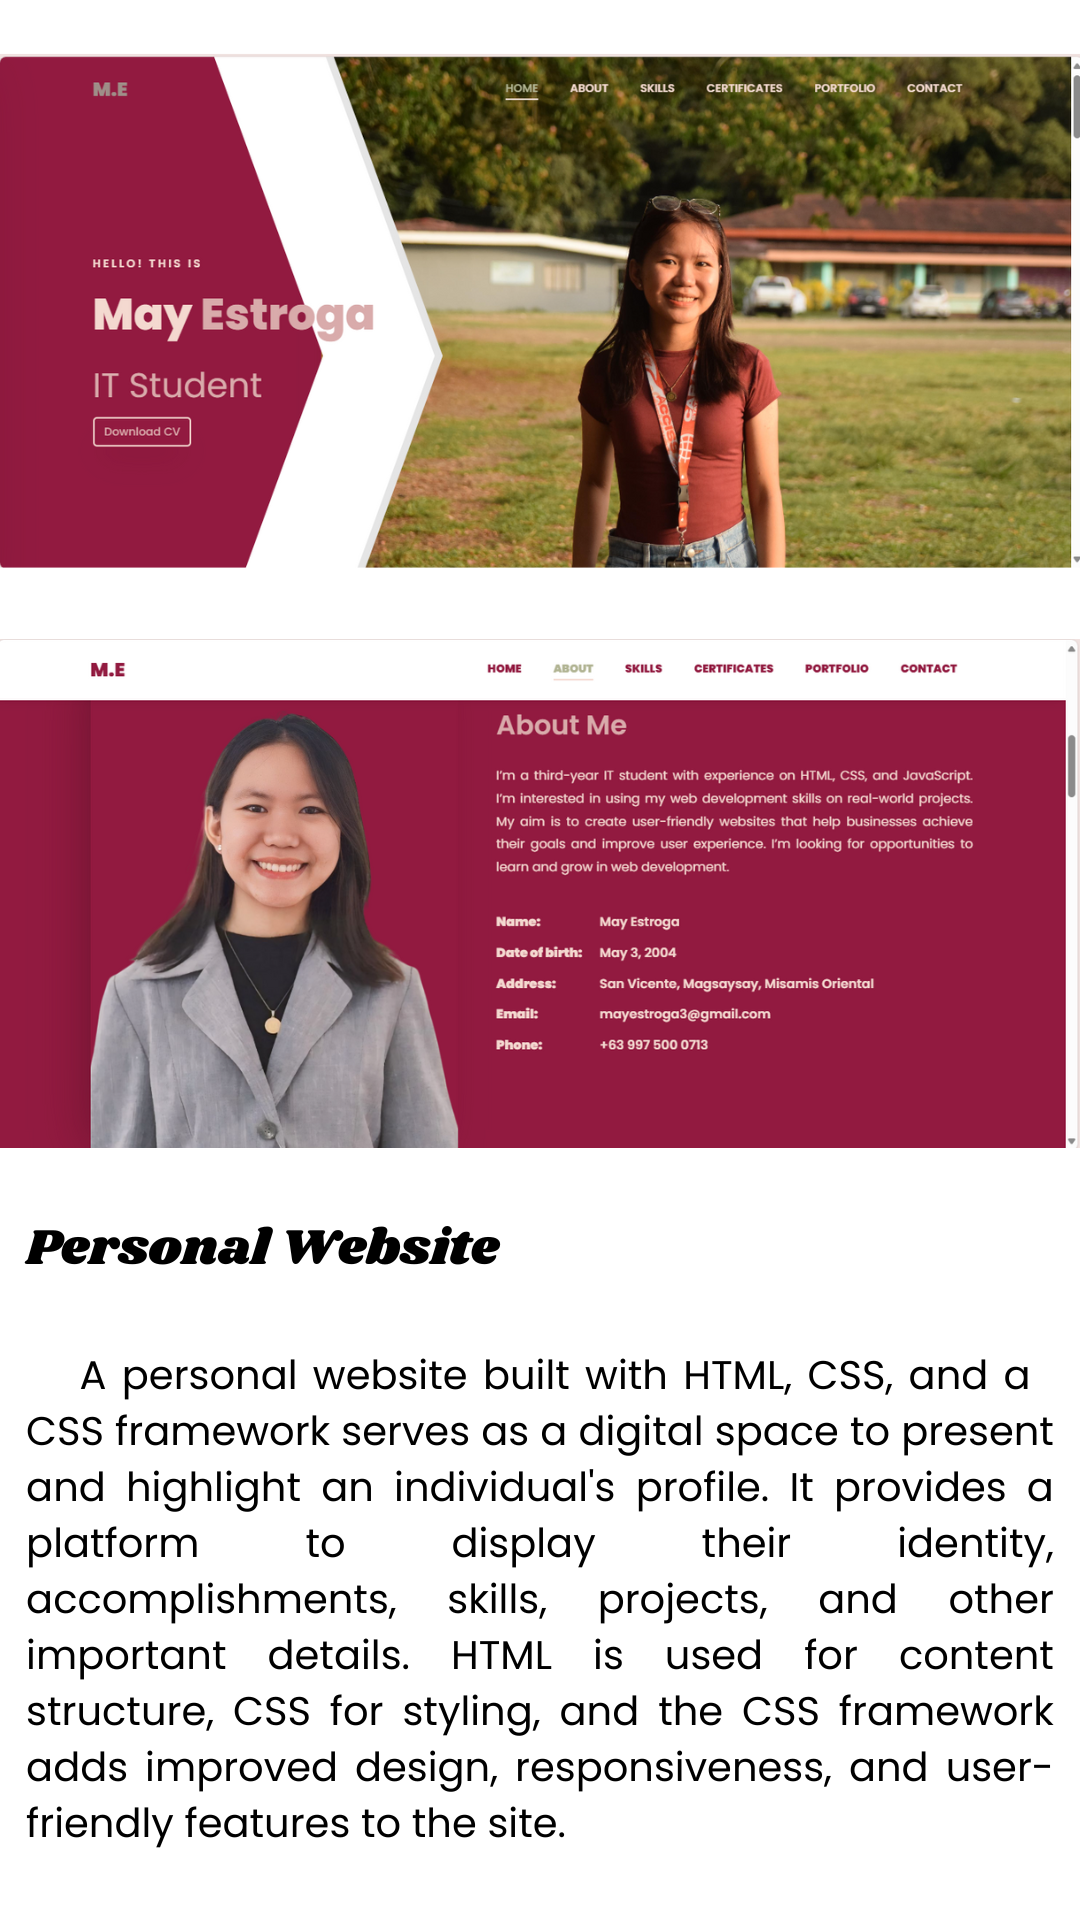 M.E
HOME ABOUT SKILLS CERTIFICATES PORTFOLIO CONTACT
HELLO! THIS IS
May Estroga
IT Student
Download CV
M.E
HOME ABOUT SKILLS CERTIFICATES PORTFOLIO CONTACT
About Me
I'm a third-year IT student with experience on HTML, CSS, and JavaScript.
I'm interested in using my web development skills on real-world projects.
My aim is to create user-friendly websites that help businesses achieve
their goals and improve user experience. I'm looking for opportunities to
learn and grow in web development.
Name: May Estroga
Date of birth: May 3, 2004
Address: San Vicente, Magsaysay, Misamis Oriental
Email: mayestroga3@gmail.com
Phone: +63 997 500 0713
Personal Website
A personal website built with HTML, CSS, and a
CSS framework serves as a digital space to present
and highlight an individual's profile. It provides a
platform to display their identity,
accomplishments, skills, projects, and other
important details. HTML is used for content
structure, CSS for styling, and the CSS framework
adds improved design, responsiveness, and user-
friendly features to the site.